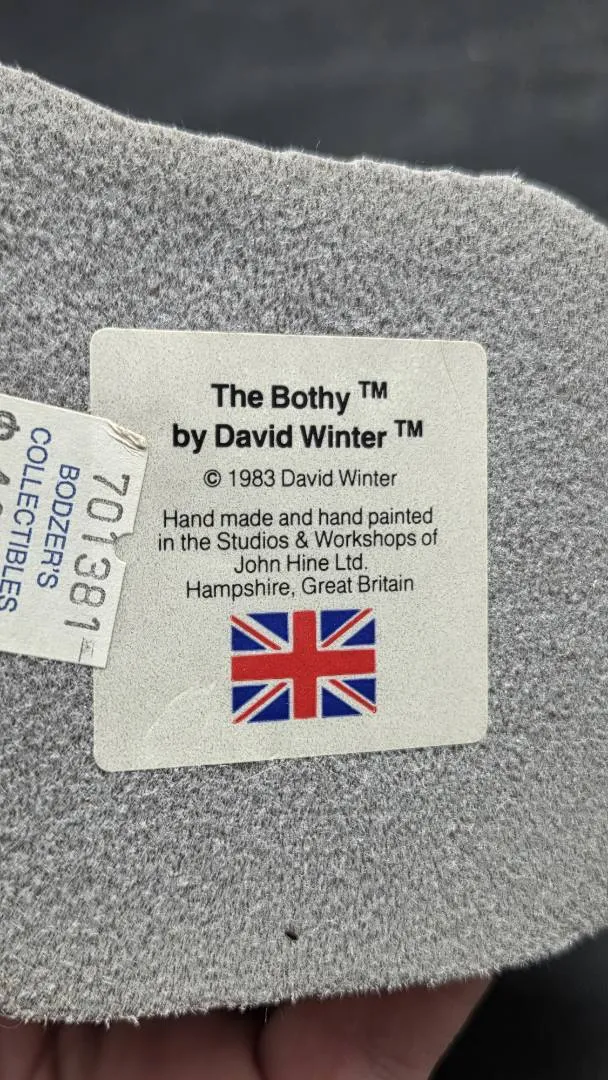 The Bothy ™
by David Winter ™
© 1983 David Winter
Hand made and hand painted
in the Studios & Workshops of
John Hine Ltd.
Hampshire, Great Britain
701381
BODZER'S
COLLECTIBLES